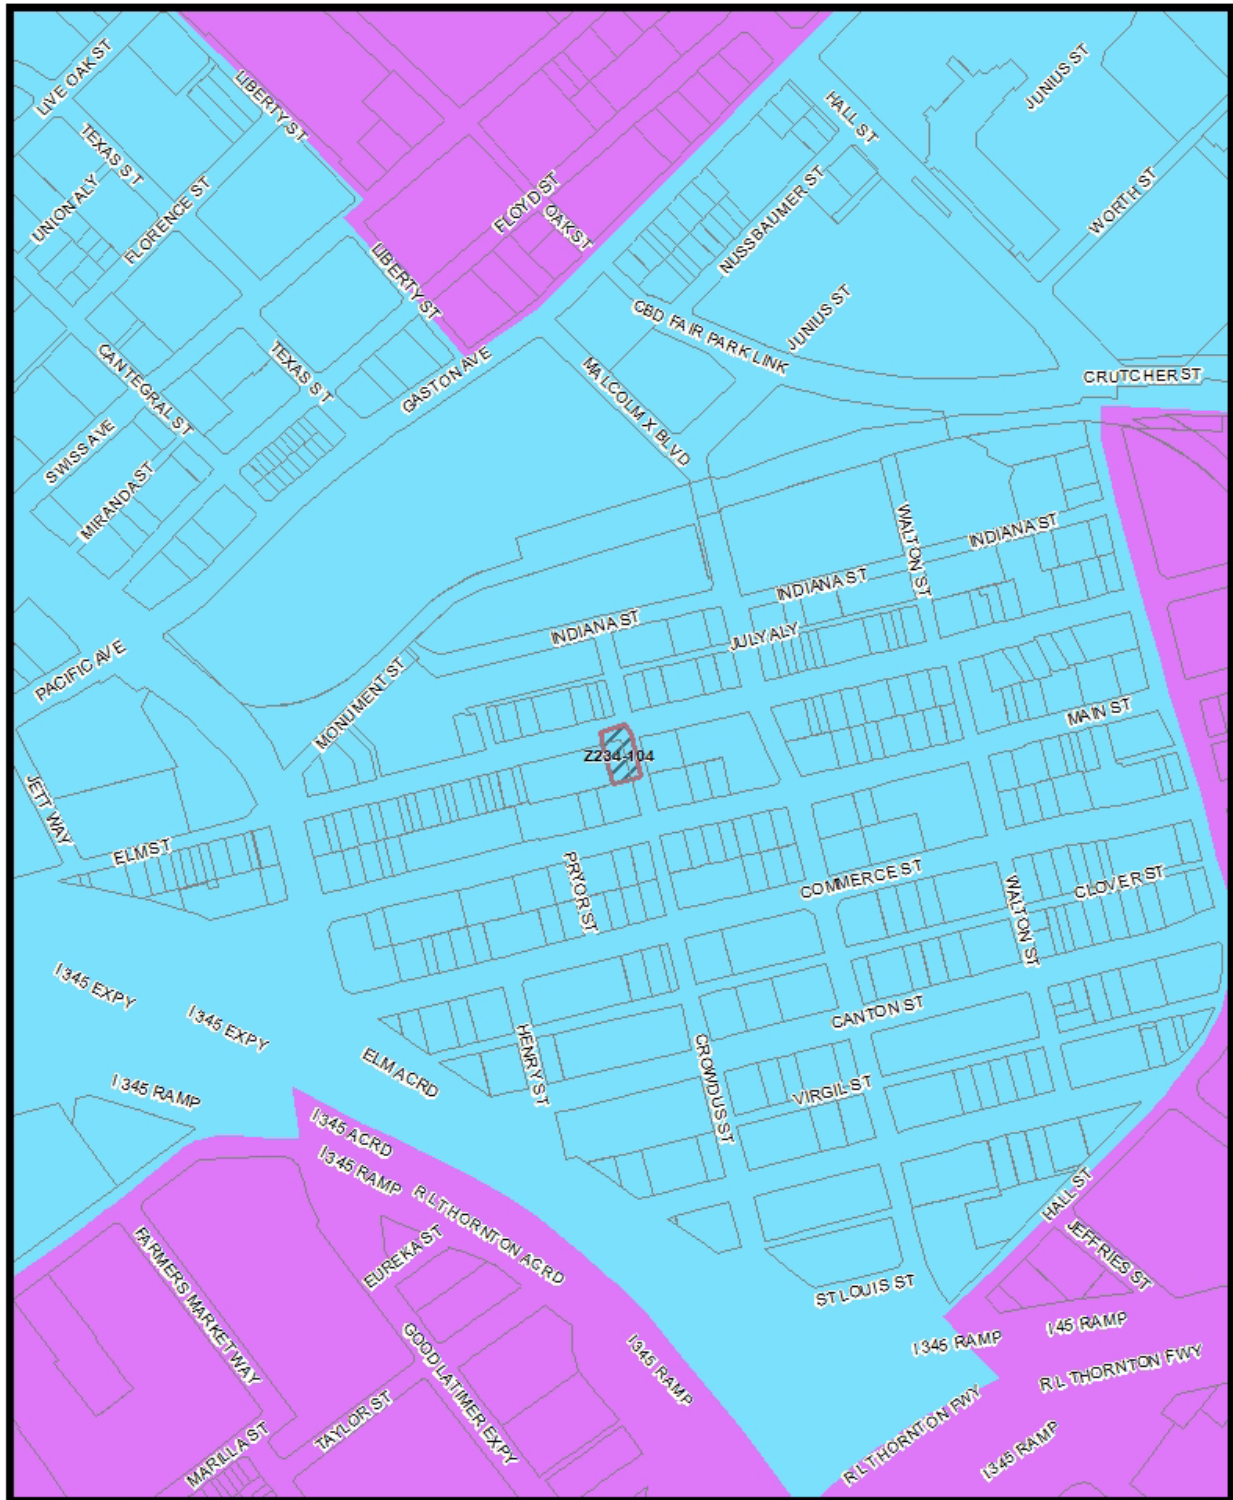 LIVE OAK ST
LIBERTY ST
TEXAS ST
UNION ALY
FLORENCE ST
HALL ST
JUNIUS ST
FLOYD ST
OAK ST
NUSSBAUMER ST
WORTH ST
LIBERTY ST
CBD FAIR PARK LINK
JUNIUS ST
CANTEGRAL ST
TEXAS ST
GASTON AVE
MALCOLM X BLVD
CRUTCHER ST
SWISS AVE
MIRANDA ST
WALTON ST
INDIANA ST
INDIANA ST
INDIANA ST
JULY ALY
PACIFIC AVE
MONUMENT ST
MAIN ST
Z234-104
JETT WAY
ELM ST
PRYOR ST
COMMERCE ST
WALTON ST
CLOVER ST
I 345 EXPY
I 345 EXPY
CANTON ST
HENRY ST
CROWDUS ST
ELM ACRD
I 345 RAMP
VIRGIL ST
I 345 ACRD
I 345 RAMP
R L THORNTON ACRD
HALL ST
JEFFRIES ST
FARMERS MARKET WAY
EUREKA ST
ST LOUIS ST
GOOD LATIMER EXPY
I 345 RAMP
I 345 RAMP
I 45 RAMP
R L THORNTON FWY
TAYLOR ST
MARILLA ST
R L THORNTON FWY
I 345 RAMP